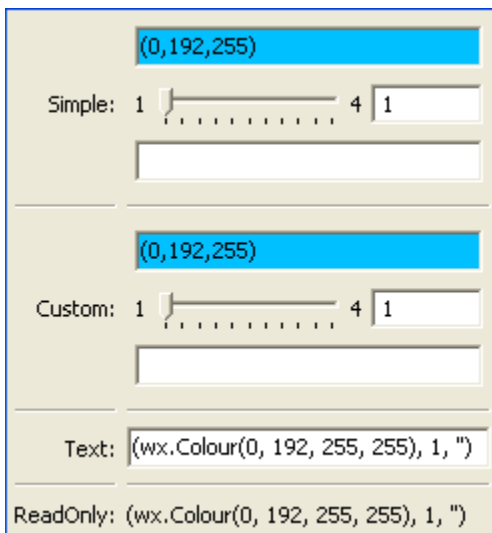 (0,192,255)
Simple: 1 4 1
(0,192,255)
Custom: 1 4 1
Text: (wx.Colour(0, 192, 255, 255), 1, '')
ReadOnly: (wx.Colour(0, 192, 255, 255), 1, '')